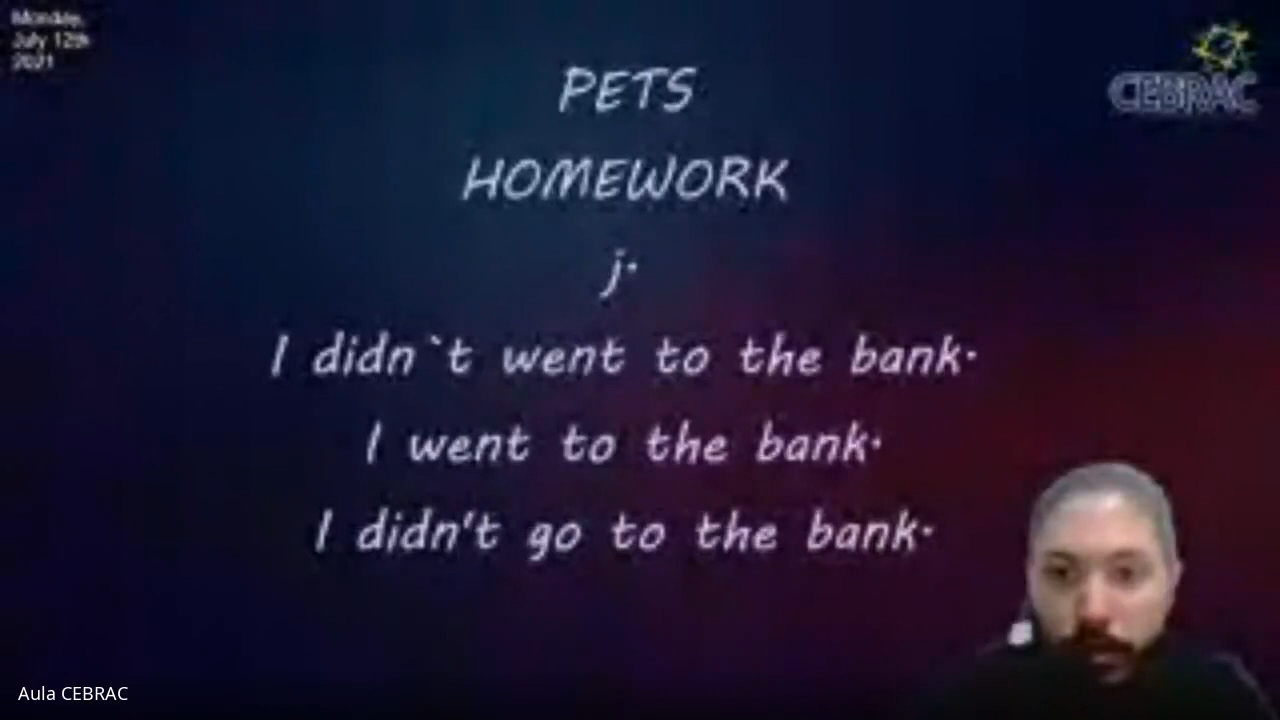 Monday,
July 12th
2021
CEBRAC
PETS
HOMEWORK
j.
I didn`t went to the bank.
I went to the bank.
I didn't go to the bank.
Aula CEBRAC